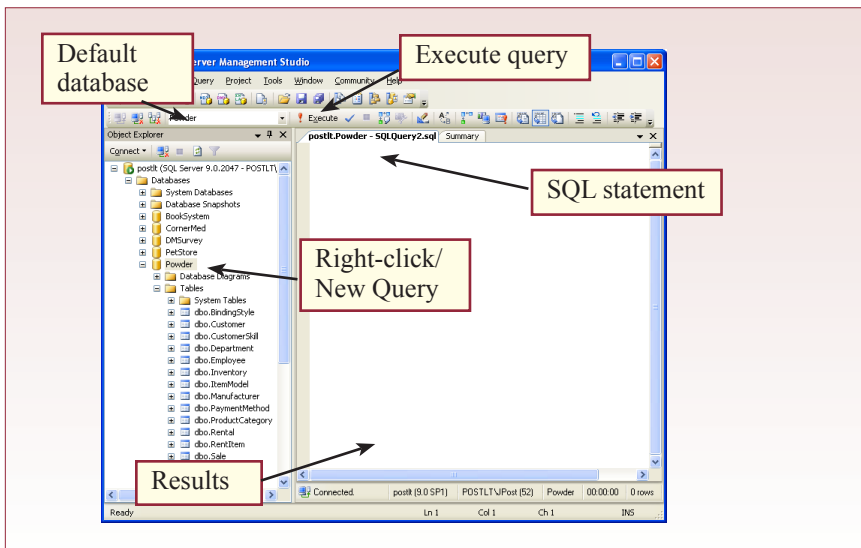 Default
database
Execute query
erver Management Studio
Query Project Tools Window Community Help
Powder
Execute
Object Explorer
postlt.Powder - SQLQuery2.sql Summary
Connect
SQL statement
postlt (SQL Server 9.0.2047 - POSTLT\
Databases
System Databases
Database Snapshots
BookSystem
CornerMed
DMSurvey
PetStore
Powder
Right-click/
New Query
Database Diagrams
Tables
System Tables
dbo.BindingStyle
dbo.Customer
dbo.CustomerSkill
dbo.Department
dbo.Employee
dbo.Inventory
dbo.ItemModel
dbo.Manufacturer
dbo.PaymentMethod
dbo.ProductCategory
dbo.Rental
dbo.RentItem
dbo.Sale
Results
Connected. postlt (9.0 SP1) POSTLT\JPost (52) Powder 00:00:00 0 rows
Ready Ln 1 Col 1 Ch 1 INS